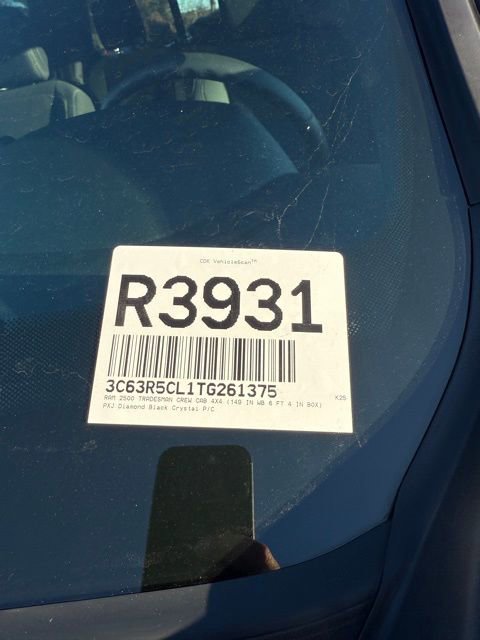 CDK VehicleScan™
R3931
3C63R5CL1TG261375
K25
RAM 2500 TRADESMAN CREW CAB 4X4 (149 IN WB 6 FT 4 IN BOX)
PXJ Diamond Black Crystal P/C